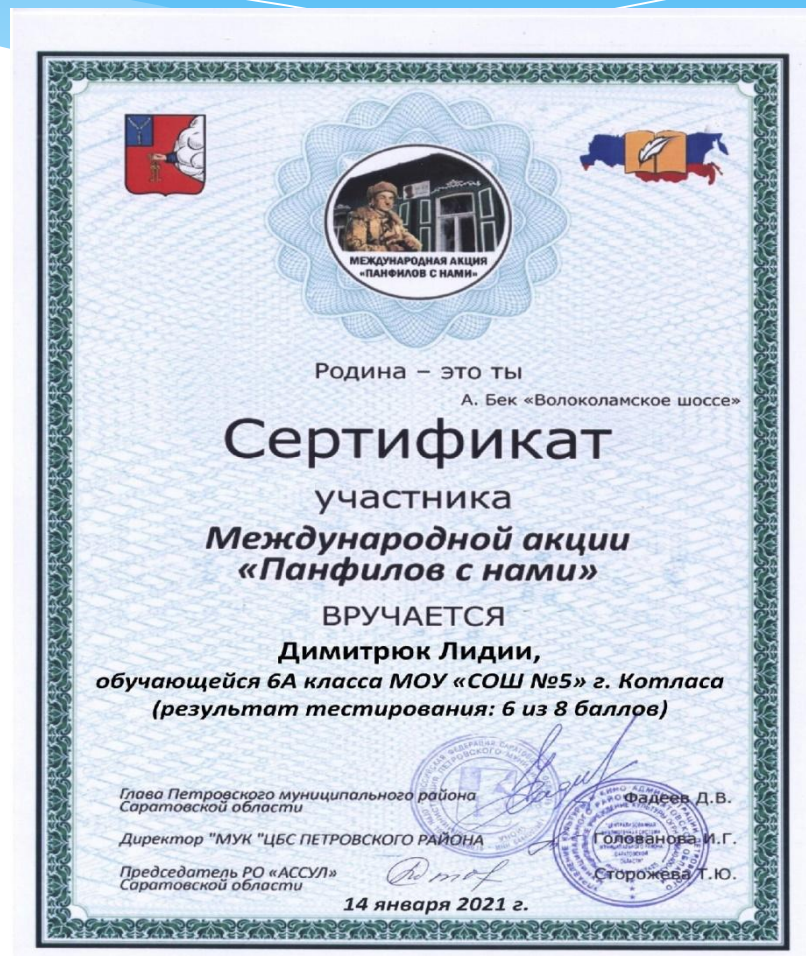 МЕЖДУНАРОДНАЯ АКЦИЯ
«ПАНФИЛОВ С НАМИ»
Родина – это ты
А. Бек «Волоколамское шоссе»
Сертификат
участника
Международной акции
«Панфилов с нами»
ВРУЧАЕТСЯ
Димитрюк Лидии,
обучающейся 6А класса МОУ «СОШ №5» г. Котласа
(результат тестирования: 6 из 8 баллов)
Глава Петровского муниципального района
Саратовской области
Фадеев Д.В.
Директор "МУК "ЦБС ПЕТРОВСКОГО РАЙОНА
Голованова И.Г.
Председатель РО «АССУЛ»
Саратовской области
Сторожева Т.Ю.
14 января 2021 г.